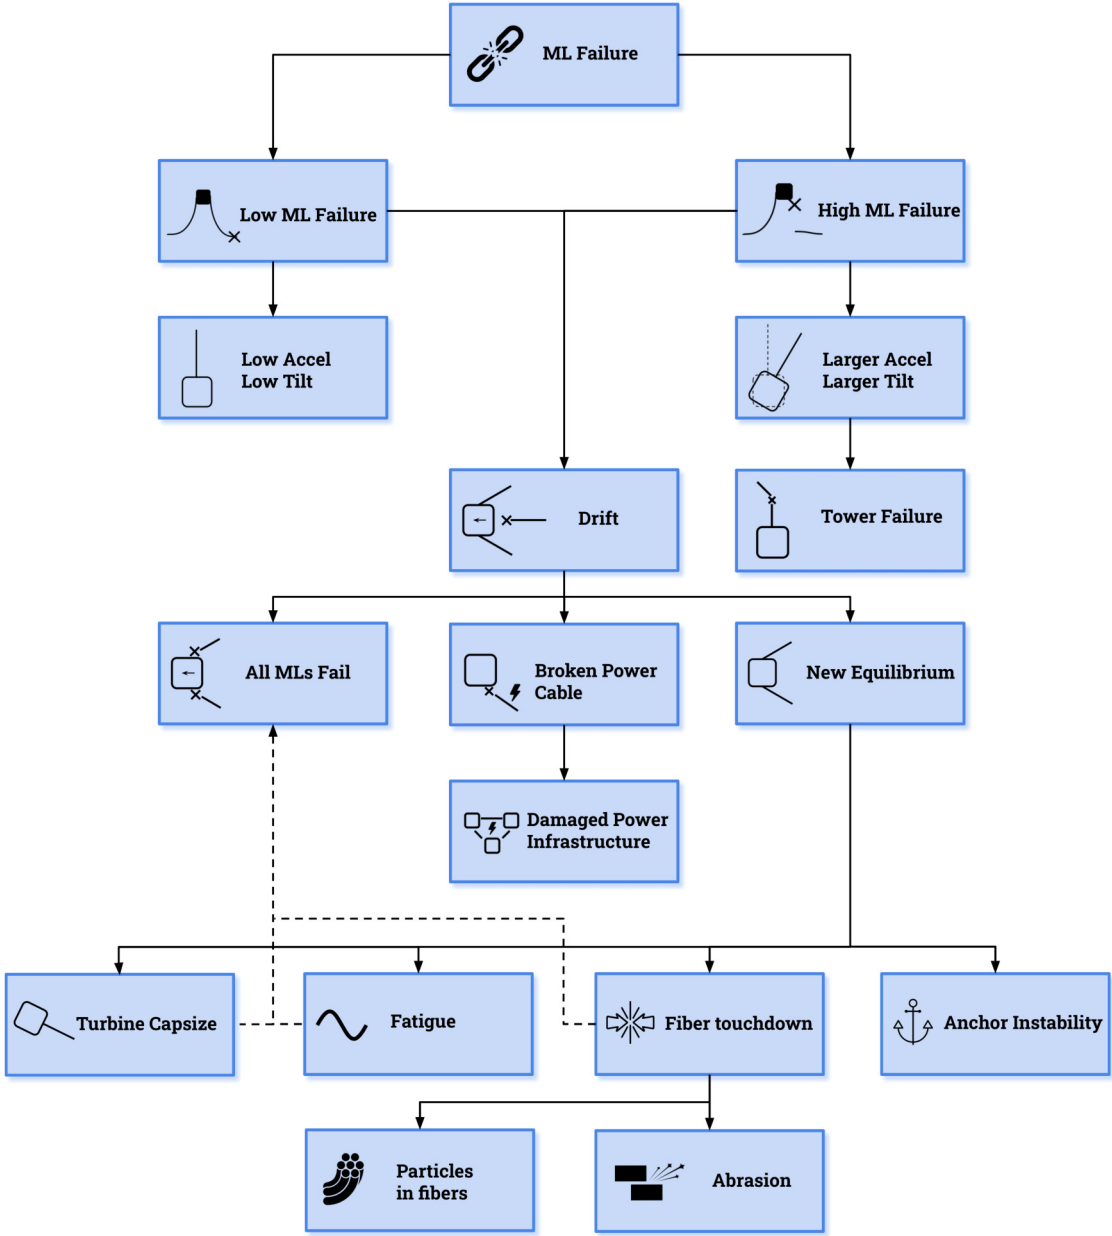 ML Failure
Low ML Failure
High ML Failure
Low Accel
Low Tilt
Larger Accel
Larger Tilt
Drift
Tower Failure
All MLs Fail
Broken Power
Cable
New Equilibrium
Damaged Power
Infrastructure
Turbine Capsize
Fatigue
Fiber touchdown
Anchor Instability
Particles
in fibers
Abrasion